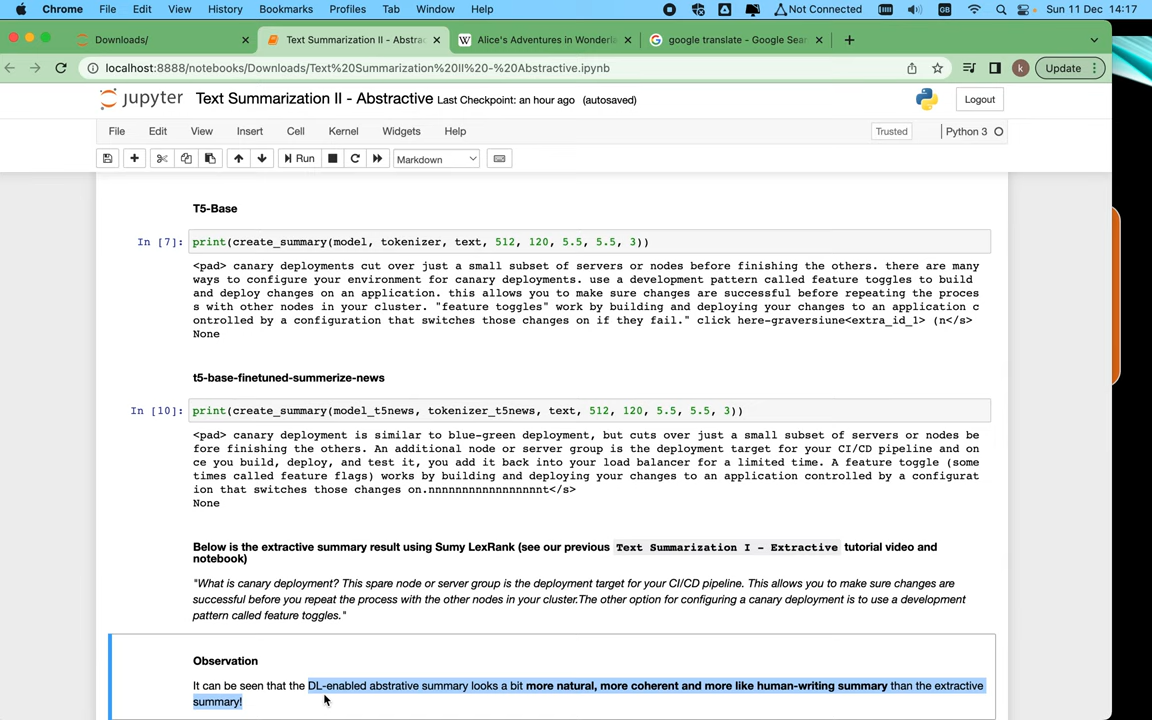 Chrome File Edit View History Bookmarks Profiles Tab Window Help Not Connected GB Sun 11 Dec 14:17
Downloads/ Text Summarization II - Abstrac Alice's Adventures in Wonderla google translate - Google Sear
localhost:8888/notebooks/Downloads/Text%20Summarization%20II%20-%20Abstractive.ipynb k Update
jupyter Text Summarization II - Abstractive Last Checkpoint: an hour ago (autosaved) Logout
File Edit View Insert Cell Kernel Widgets Help Trusted Python 3
Run Markdown
T5-Base
In [7]: print(create_summary(model, tokenizer, text, 512, 120, 5.5, 5.5, 3))
<pad> canary deployments cut over just a small subset of servers or nodes before finishing the others. there are many
ways to configure your environment for canary deployments. use a development pattern called feature toggles to build
and deploy changes on an application. this allows you to make sure changes are successful before repeating the proces
s with other nodes in your cluster. "feature toggles" work by building and deploying your changes to an application c
ontrolled by a configuration that switches those changes on if they fail." click here-graversiune<extra_id_1> (n</s>
None
t5-base-finetuned-summerize-news
In [10]: print(create_summary(model_t5news, tokenizer_t5news, text, 512, 120, 5.5, 5.5, 3))
<pad> canary deployment is similar to blue-green deployment, but cuts over just a small subset of servers or nodes be
fore finishing the others. An additional node or server group is the deployment target for your CI/CD pipeline and on
ce you build, deploy, and test it, you add it back into your load balancer for a limited time. A feature toggle (some
times called feature flags) works by building and deploying your changes to an application controlled by a configurat
ion that switches those changes on.nnnnnnnnnnnnnnnnnt</s>
None
Below is the extractive summary result using Sumy LexRank (see our previous Text Summarization I - Extractive tutorial video and
notebook)
"What is canary deployment? This spare node or server group is the deployment target for your CI/CD pipeline. This allows you to make sure changes are
successful before you repeat the process with the other nodes in your cluster.The other option for configuring a canary deployment is to use a development
pattern called feature toggles."
Observation
It can be seen that the DL-enabled abstrative summary looks a bit more natural, more coherent and more like human-writing summary than the extractive
summary!